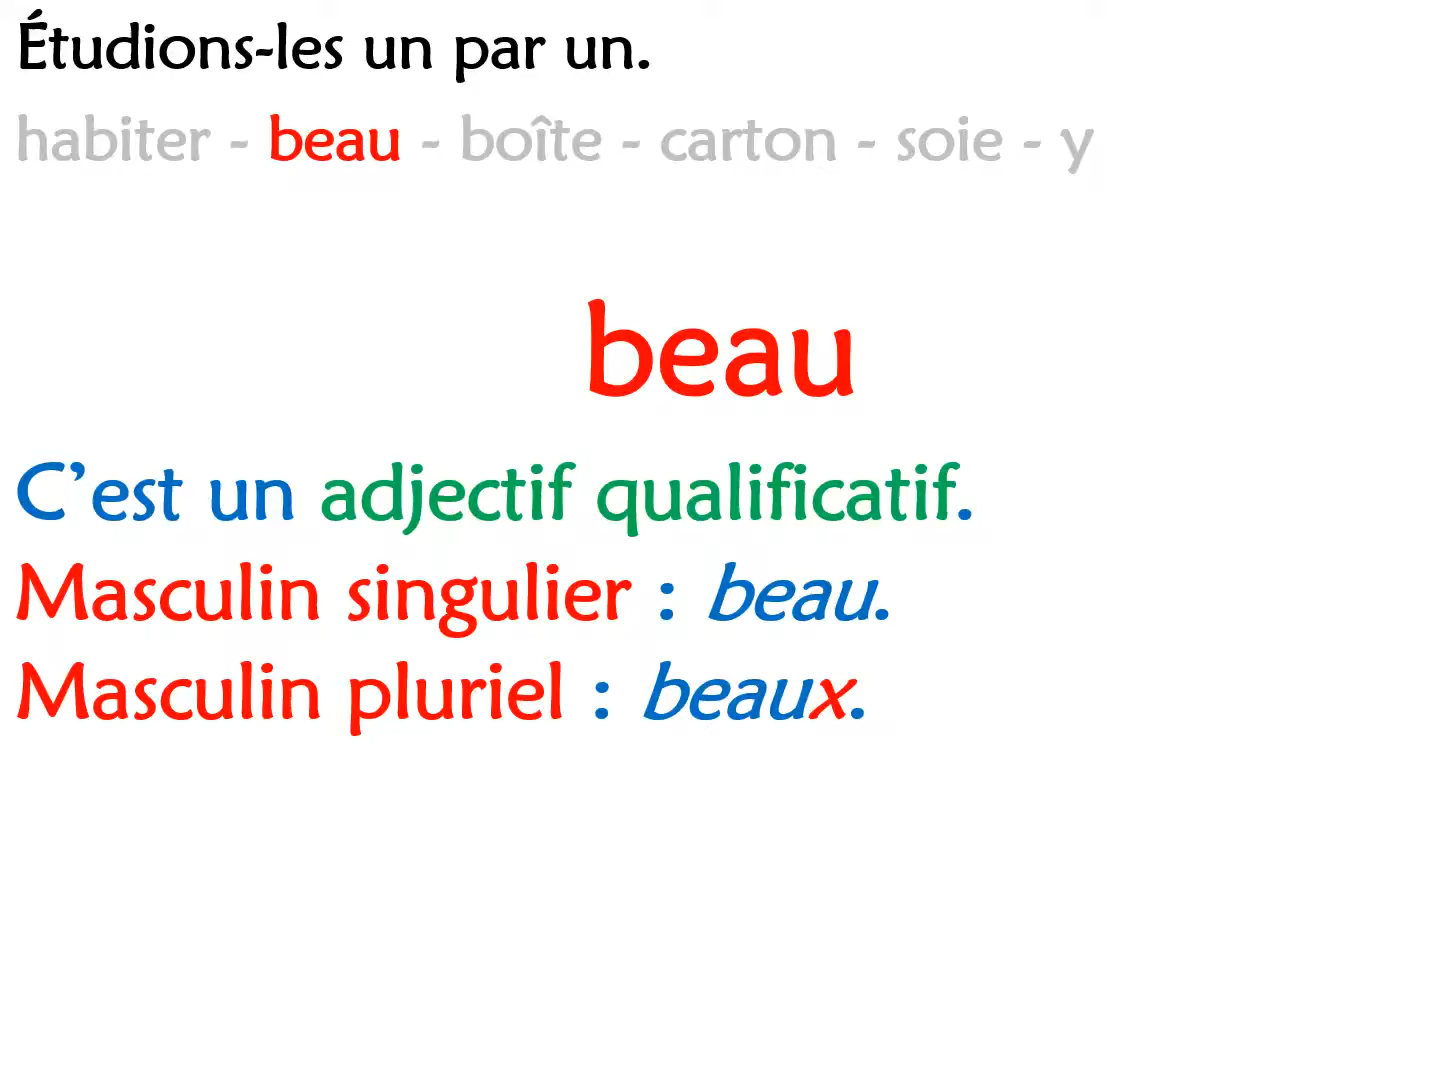 Étudions-les un par un.
habiter - beau - boîte - carton - soie - y
beau
C’est un adjectif qualificatif.
Masculin singulier : beau.
Masculin pluriel : beaux.